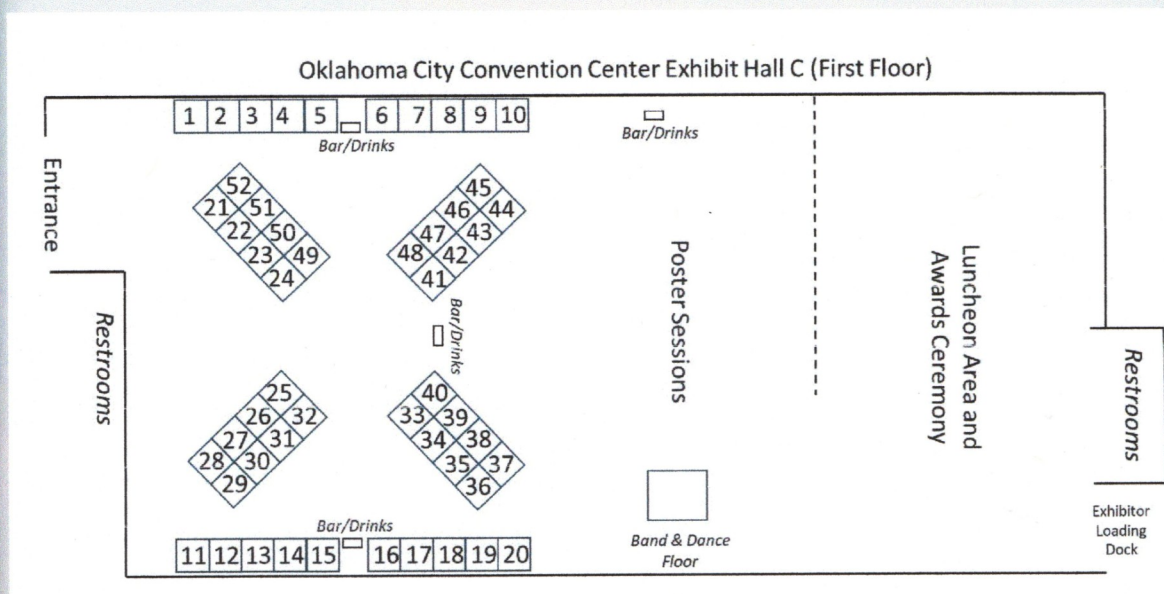 Oklahoma City Convention Center Exhibit Hall C (First Floor)
1 2 3 4 5 6 7 8 9 10
Bar/Drinks
Bar/Drinks
Entrance
52
21 51
22 50
23 49
24
45
46 44
47 43
48 42
41
Bar/Drinks
Poster Sessions
Luncheon Area and
Awards Ceremony
Restrooms
Restrooms
25
26 32
27 31
28 30
29
40
33 39
34 38
35 37
36
Bar/Drinks
11 12 13 14 15 16 17 18 19 20
Band & Dance
Floor
Exhibitor
Loading
Dock